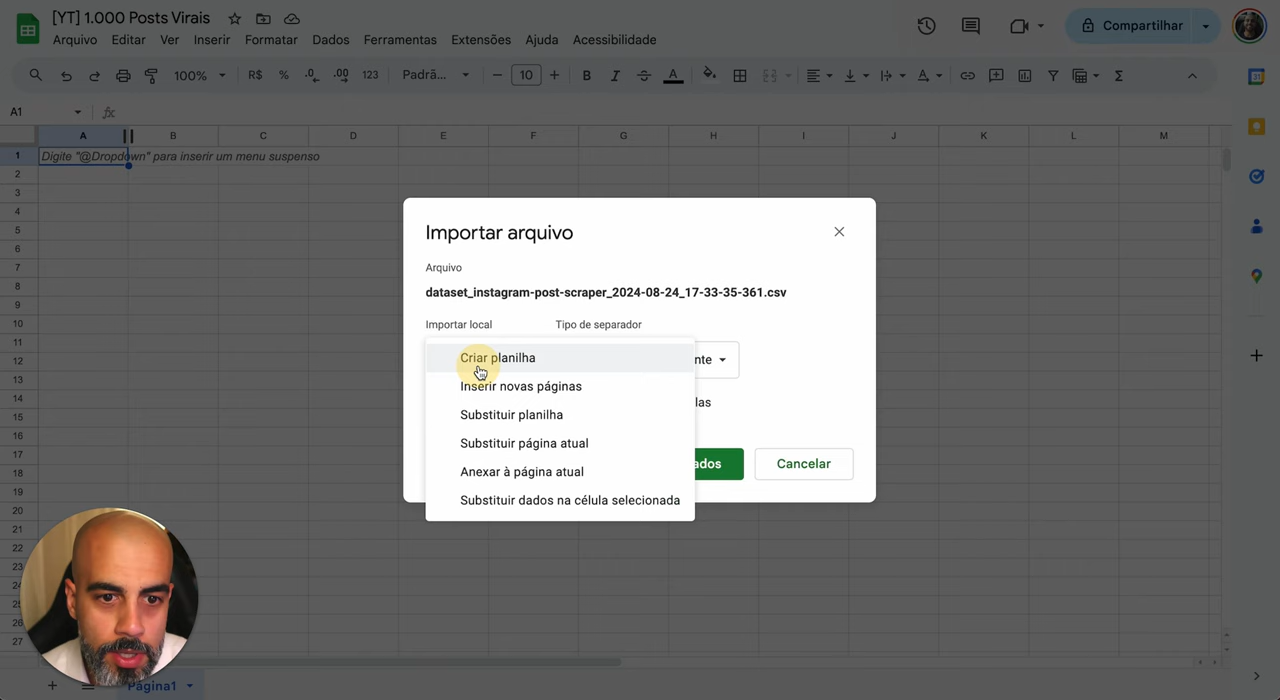 [YT] 1.000 Posts Virais
Arquivo Editar Ver Inserir Formatar Dados Ferramentas Extensões Ajuda Acessibilidade
Compartilhar
100% R$ % .0 .00 123 Padrã... 10 B I A Σ
A1 fx
A B C D E F G H I J K L M
1 Digite "@Dropdown" para inserir um menu suspenso
2
3
4
5
6
7
8
9
10
11
12
13
14
15
16
17
18
19
20
21
22
23
24
25
26
27
Importar arquivo
Arquivo
dataset_instagram-post-scraper_2024-08-24_17-33-35-361.csv
Importar local Tipo de separador
Criar planilha
nte
Inserir novas páginas
las
Substituir planilha
Substituir página atual
ados
Cancelar
Anexar à página atual
Substituir dados na célula selecionada
Página1
31